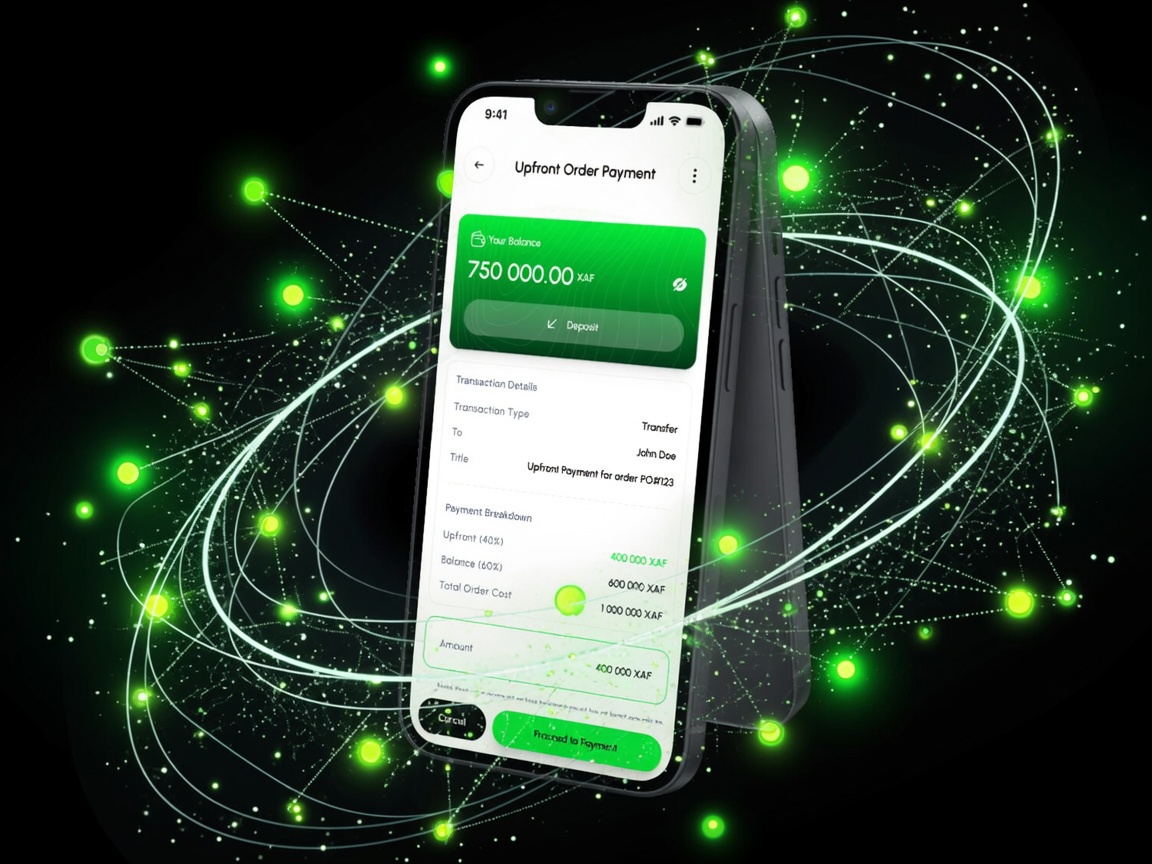 9:41
Upfront Order Payment
Your Balance
750 000.00 XAF
Deposit
Transaction Details
Transaction Type Transfer
To John Doe
Title Upfront Payment for order PO#123
Payment Breakdown
Upfront (40%) 400 000 XAF
Balance (60%) 600 000 XAF
Total Order Cost 1 000 000 XAF
Amount 400 000 XAF
Cancel
Proceed to Payment